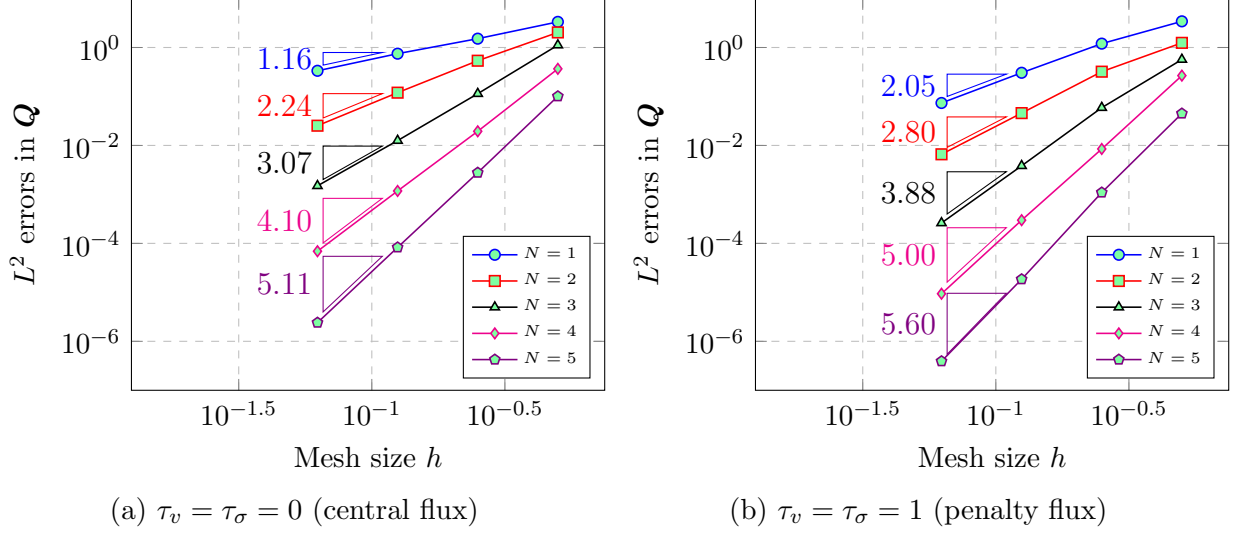 10^0
10^{-2}
10^{-4}
10^{-6}
L^2 errors in Q
1.16
2.24
3.07
4.10
5.11
N = 1
N = 2
N = 3
N = 4
N = 5
10^{-1.5}
10^{-1}
10^{-0.5}
Mesh size h
(a) τ_v = τ_σ = 0 (central flux)
10^0
10^{-2}
10^{-4}
10^{-6}
L^2 errors in Q
2.05
2.80
3.88
5.00
5.60
N = 1
N = 2
N = 3
N = 4
N = 5
10^{-1.5}
10^{-1}
10^{-0.5}
Mesh size h
(b) τ_v = τ_σ = 1 (penalty flux)